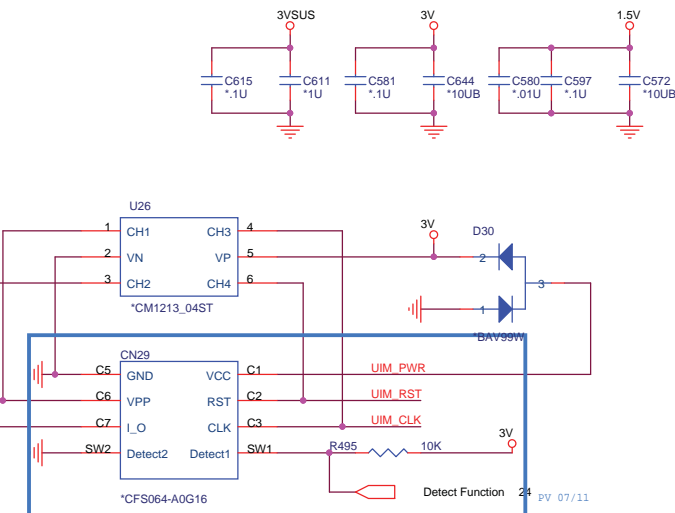 3VSUS 3V 1.5V
C615 C611 C581 C644 C580 C597 C572
*.1U *1U *.1U *10UB *.01U *.1U *10UB
U26
1 CH1 CH3 4
2 VN VP 5
3 CH2 CH4 6
*CM1213_04ST
3V
D30
2
3
1
*BAV99W
CN29
C5 GND VCC C1 UIM_PWR
C6 VPP RST C2 UIM_RST
C7 I_O CLK C3 UIM_CLK
SW2 Detect2 Detect1 SW1 R495 10K 3V
*CFS064-A0G16
Detect Function 24 PV 07/11